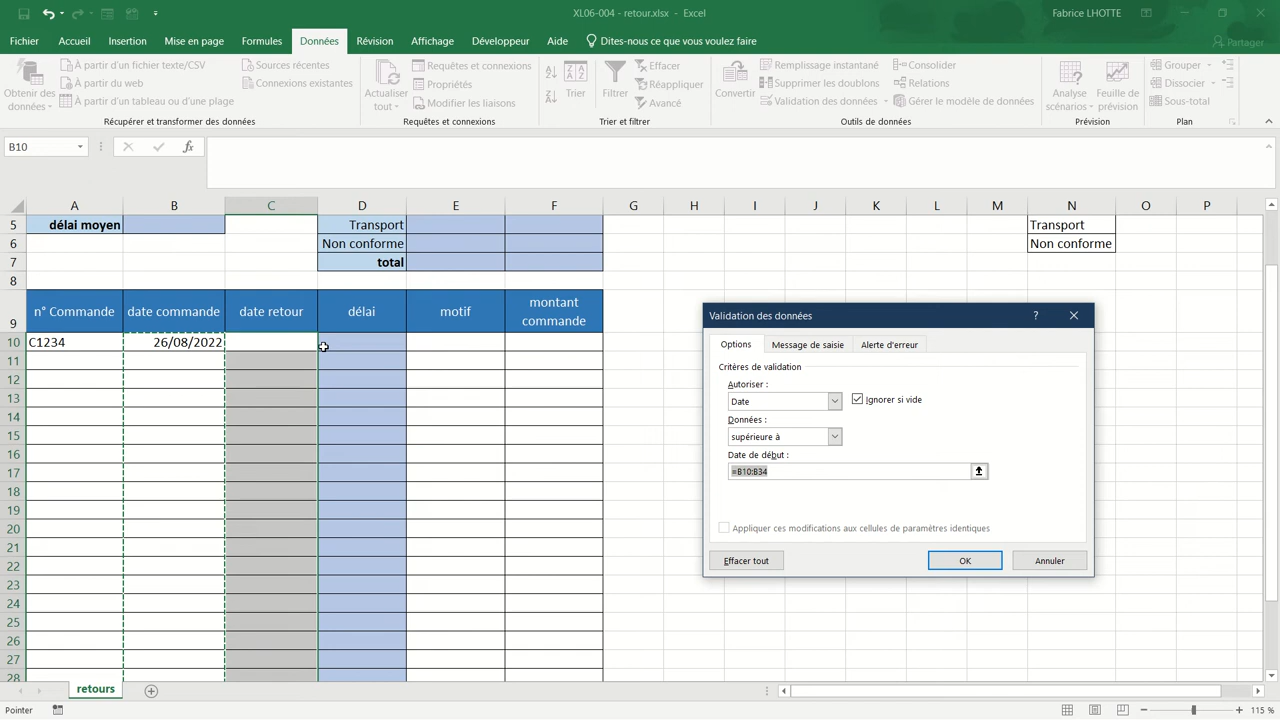 XL06-004 - retour.xlsx - Excel
Fabrice LHOTTE
Fichier Accueil Insertion Mise en page Formules Données Révision Affichage Développeur Aide Dites-nous ce que vous voulez faire Partager
Obtenir des données
À partir d'un fichier texte/CSV
À partir du web
À partir d'un tableau ou d'une plage
Sources récentes
Connexions existantes
Récupérer et transformer des données
Actualiser tout
Requêtes et connexions
Propriétés
Modifier les liaisons
Requêtes et connexions
Trier
Filtrer
Effacer
Réappliquer
Avancé
Trier et filtrer
Convertir
Remplissage instantané
Supprimer les doublons
Validation des données
Consolider
Relations
Gérer le modèle de données
Outils de données
Analyse scénarios
Feuille de prévision
Prévision
Grouper
Dissocier
Sous-total
Plan
B10 fx
A B C D E F G H I J K L M N O P
5 délai moyen Transport Transport
6 Non conforme Non conforme
7 total
8
9 n° Commande date commande date retour délai motif montant commande
10 C1234 26/08/2022
11
12
13
14
15
16
17
18
19
20
21
22
23
24
25
26
27
28
Validation des données ?
Options Message de saisie Alerte d'erreur
Critères de validation
Autoriser :
Date Ignorer si vide
Données :
supérieure à
Date de début :
=B10:B34
Appliquer ces modifications aux cellules de paramètres identiques
Effacer tout OK Annuler
retours
Pointer 115 %